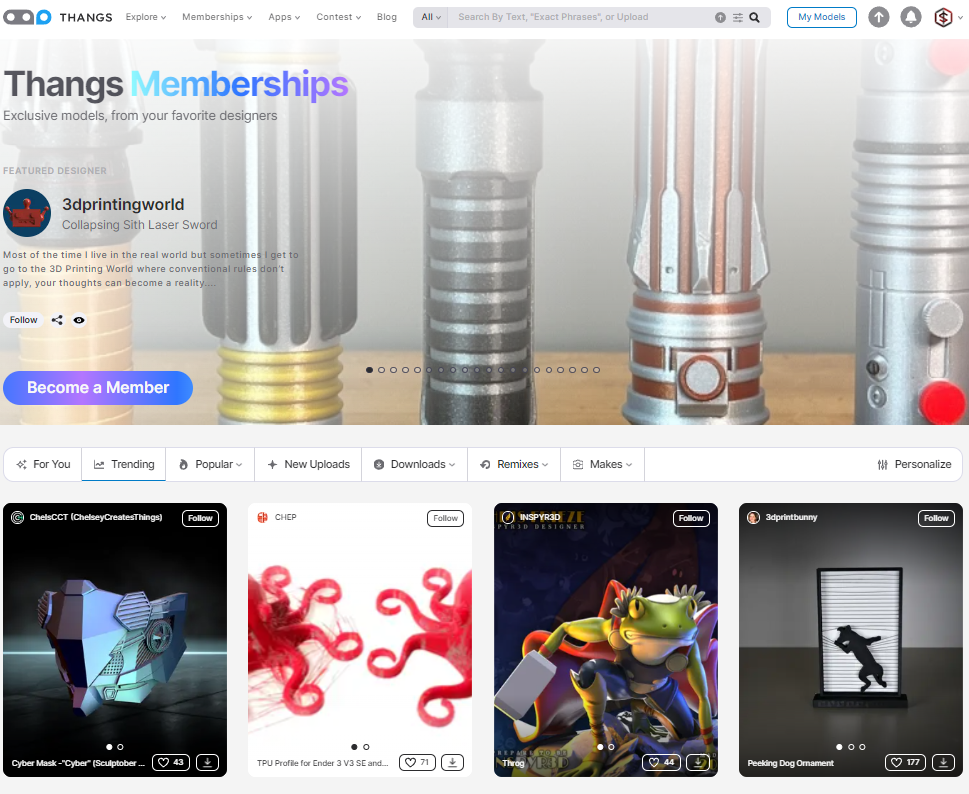 THANGS
Explore
Memberships
Apps
Contest
Blog
All
Search By Text, "Exact Phrases", or Upload
My Models
Thangs Memberships
Exclusive models, from your favorite designers
FEATURED DESIGNER
3dprintingworld
Collapsing Sith Laser Sword
Most of the time I live in the real world but sometimes I get to
go to the 3D Printing World where conventional rules don't
apply, your thoughts can become a reality....
Follow
Become a Member
For You
Trending
Popular
New Uploads
Downloads
Remixes
Makes
Personalize
ChelsCCT (ChelseyCreatesThings)
Follow
CHEP
Follow
INSPYR3D
Follow
3dprintbunny
Follow
Cyber Mask -"Cyber" (Sculptober ...
43
TPU Profile for Ender 3 V3 SE and...
71
Throg
44
Peeking Dog Ornament
177